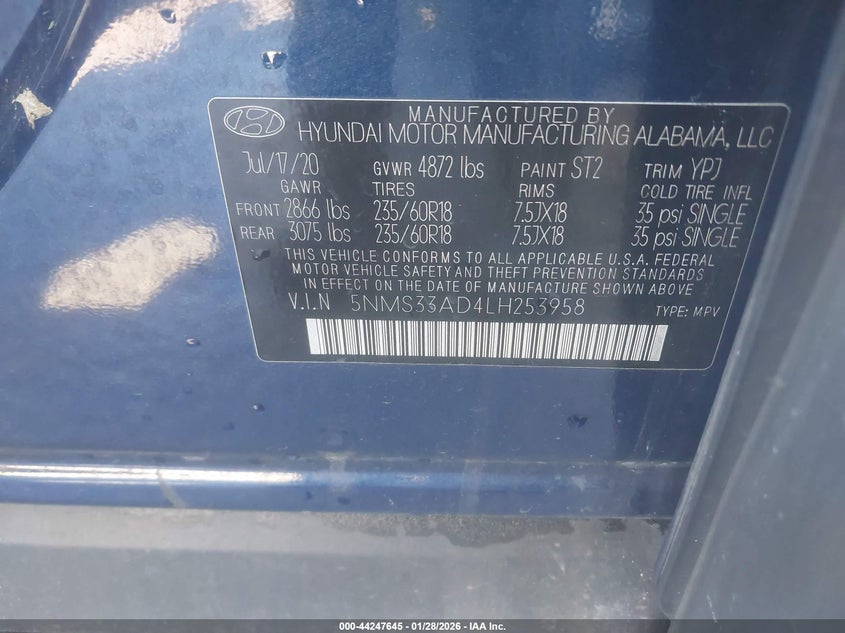 MANUFACTURED BY
HYUNDAI MOTOR MANUFACTURING ALABAMA, LLC
Jul/17/20 GVWR 4872 lbs PAINT ST2 TRIM YPJ
GAWR TIRES RIMS COLD TIRE INFL
FRONT 2866 lbs 235/60R18 7.5JX18 35 psi SINGLE
REAR 3075 lbs 235/60R18 7.5JX18 35 psi SINGLE
THIS VEHICLE CONFORMS TO ALL APPLICABLE U.S.A. FEDERAL
MOTOR VEHICLE SAFETY AND THEFT PREVENTION STANDARDS
IN EFFECT ON THE DATE OF MANUFACTURE SHOWN ABOVE.
V.I.N 5NMS33AD4LH253958 TYPE: MPV
000-44247645 | 01/28/2026 | IAA Inc.